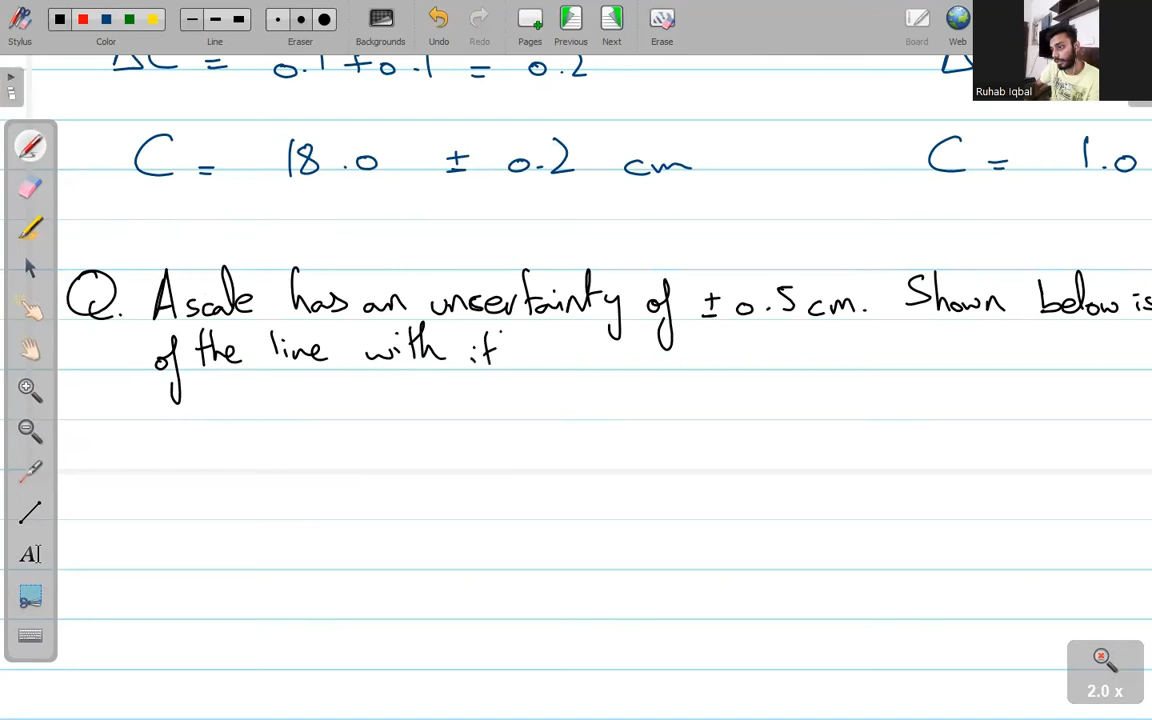 Stylus
Color
Line
Eraser
Backgrounds
Undo
Redo
Pages
Previous
Next
Erase
Board
Web
Ruhab Iqbal
ΔC = 0.1 + 0.1 = 0.2
C = 18.0 ± 0.2 cm
C = 1.0
Q. A scale has an uncertainty of ± 0.5 cm. Shown below is
of the line with it
2.0 x